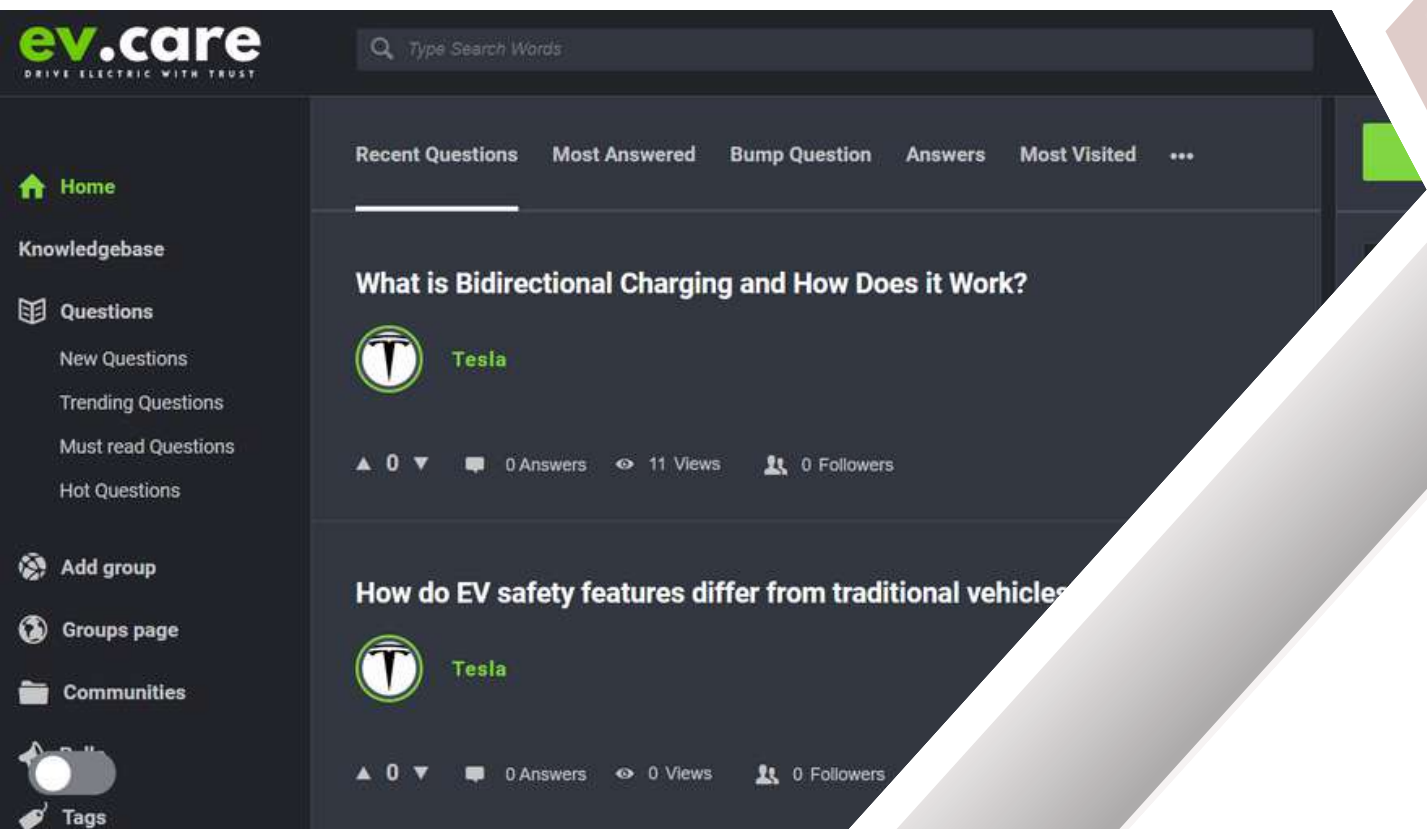 ev.care
DRIVE ELECTRIC WITH TRUST
Type Search Words
Home
Knowledgebase
Questions
New Questions
Trending Questions
Must read Questions
Hot Questions
Add group
Groups page
Communities
Tags
Recent Questions Most Answered Bump Question Answers Most Visited •••
What is Bidirectional Charging and How Does it Work?
Tesla
0 0 Answers 11 Views 0 Followers
How do EV safety features differ from traditional vehicles
Tesla
0 0 Answers 0 Views 0 Followers